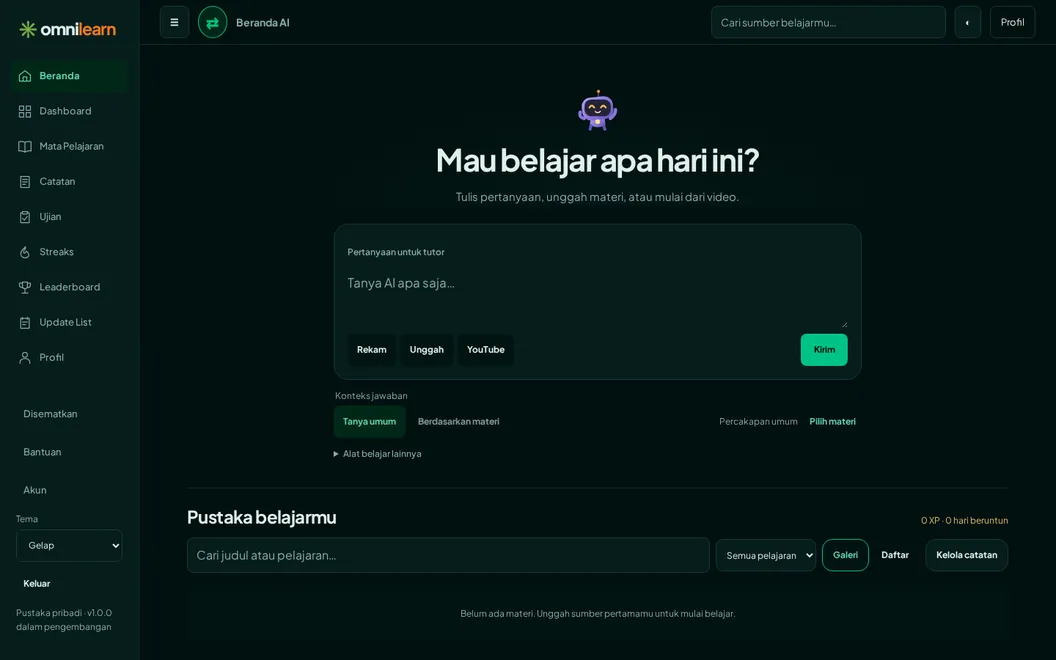 omnilearn
Beranda
Dashboard
Mata Pelajaran
Catatan
Ujian
Streaks
Leaderboard
Update List
Profil
Disematkan
Bantuan
Akun
Tema
Gelap
Keluar
Pustaka pribadi · v1.0.0
dalam pengembangan
Beranda AI
Cari sumber belajarmu...
Profil
Mau belajar apa hari ini?
Tulis pertanyaan, unggah materi, atau mulai dari video.
Pertanyaan untuk tutor
Tanya AI apa saja...
Rekam Unggah YouTube Kirim
Konteks jawaban
Tanya umum Berdasarkan materi Percakapan umum Pilih materi
Alat belajar lainnya
Pustaka belajarmu 0 XP · 0 hari beruntun
Cari judul atau pelajaran... Semua pelajaran Galeri Daftar Kelola catatan
Belum ada materi. Unggah sumber pertamamu untuk mulai belajar.